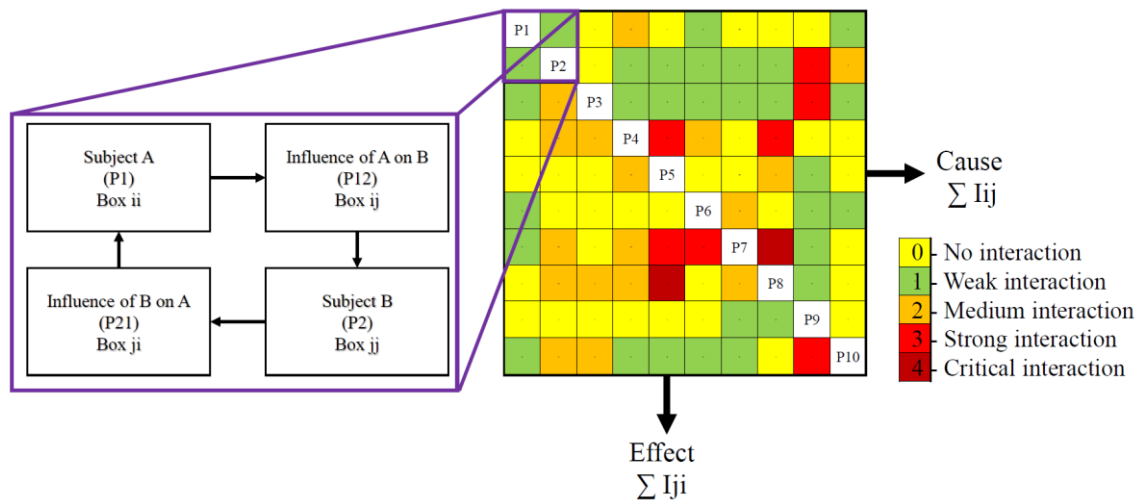 Subject A
(P1)
Box ii
Influence of A on B
(P12)
Box ij
Influence of B on A
(P21)
Box ji
Subject B
(P2)
Box jj
P1
P2
P3
P4
P5
P6
P7
P8
P9
P10
Cause
∑ Iij
0 - No interaction
1 - Weak interaction
2 - Medium interaction
3 - Strong interaction
4 - Critical interaction
Effect
∑ Iji